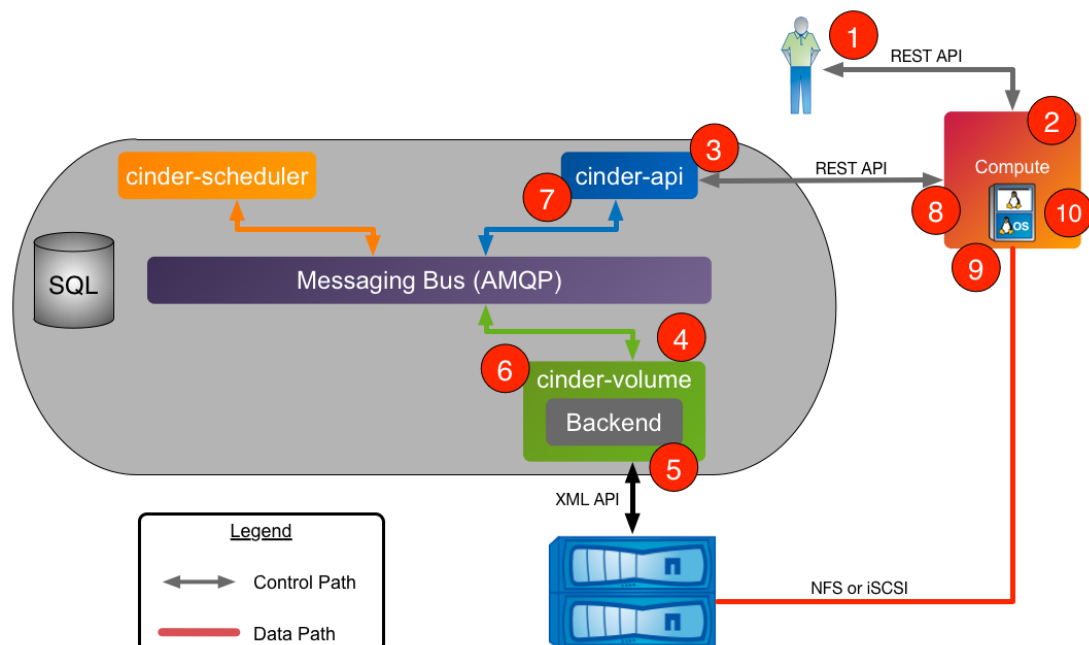 1
REST API
2
3
cinder-scheduler
cinder-api
REST API
Compute
7
8
10
OS
9
SQL
Messaging Bus (AMQP)
4
6
cinder-volume
Backend
5
XML API
Legend
Control Path
NFS or iSCSI
Data Path